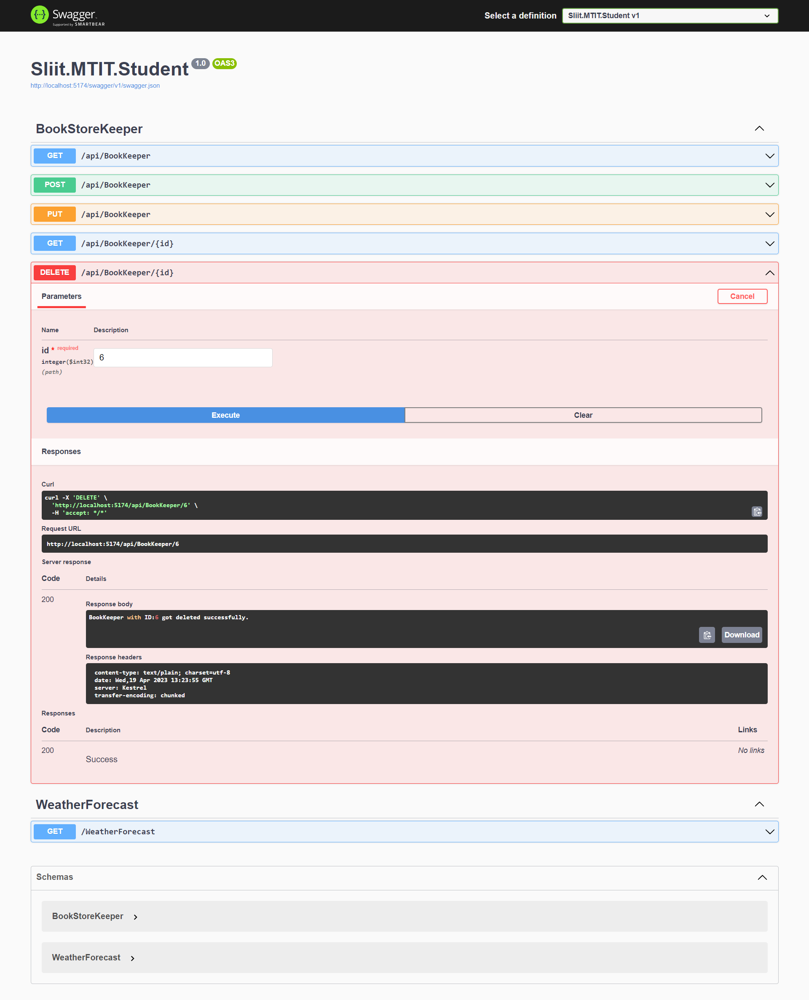 Swagger
Supported by SMARTBEAR
Select a definition
Sliit.MTIT.Student v1
Sliit.MTIT.Student 1.0 OAS3
http://localhost:5174/swagger/v1/swagger.json
BookStoreKeeper
GET /api/BookKeeper
POST /api/BookKeeper
PUT /api/BookKeeper
GET /api/BookKeeper/{id}
DELETE /api/BookKeeper/{id}
Parameters
Cancel
Name Description
id * required
integer($int32)
(path)
6
Execute
Clear
Responses
Curl
curl -X 'DELETE' \
'http://localhost:5174/api/BookKeeper/6' \
-H 'accept: */*'
Request URL
http://localhost:5174/api/BookKeeper/6
Server response
Code Details
200
Response body
BookKeeper with ID:6 got deleted successfully.
Download
Response headers
content-type: text/plain; charset=utf-8
date: Wed,19 Apr 2023 13:23:55 GMT
server: Kestrel
transfer-encoding: chunked
Responses
Code Description Links
200
Success
No links
WeatherForecast
GET /WeatherForecast
Schemas
BookStoreKeeper
WeatherForecast